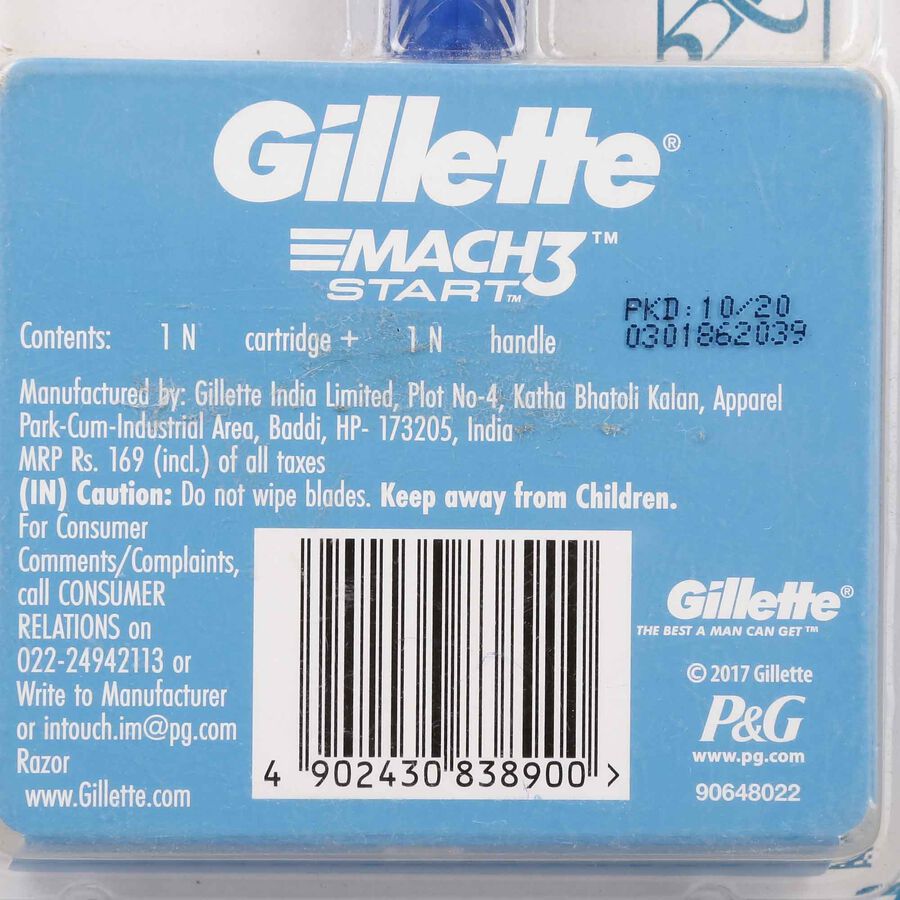 Gillette®
MACH3™
START™
PKD: 10/20
0301862039
Contents: 1 N cartridge + 1 N handle
Manufactured by: Gillette India Limited, Plot No-4, Katha Bhatoli Kalan, Apparel
Park-Cum-Industrial Area, Baddi, HP- 173205, India
MRP Rs. 169 (incl.) of all taxes
(IN) Caution: Do not wipe blades. Keep away from Children.
For Consumer
Comments/Complaints,
call CONSUMER
RELATIONS on
022-24942113 or
Write to Manufacturer
or intouch.im@pg.com
Razor
www.Gillette.com
4 902430 838900 >
Gillette®
THE BEST A MAN CAN GET™
© 2017 Gillette
P&G
www.pg.com
90648022